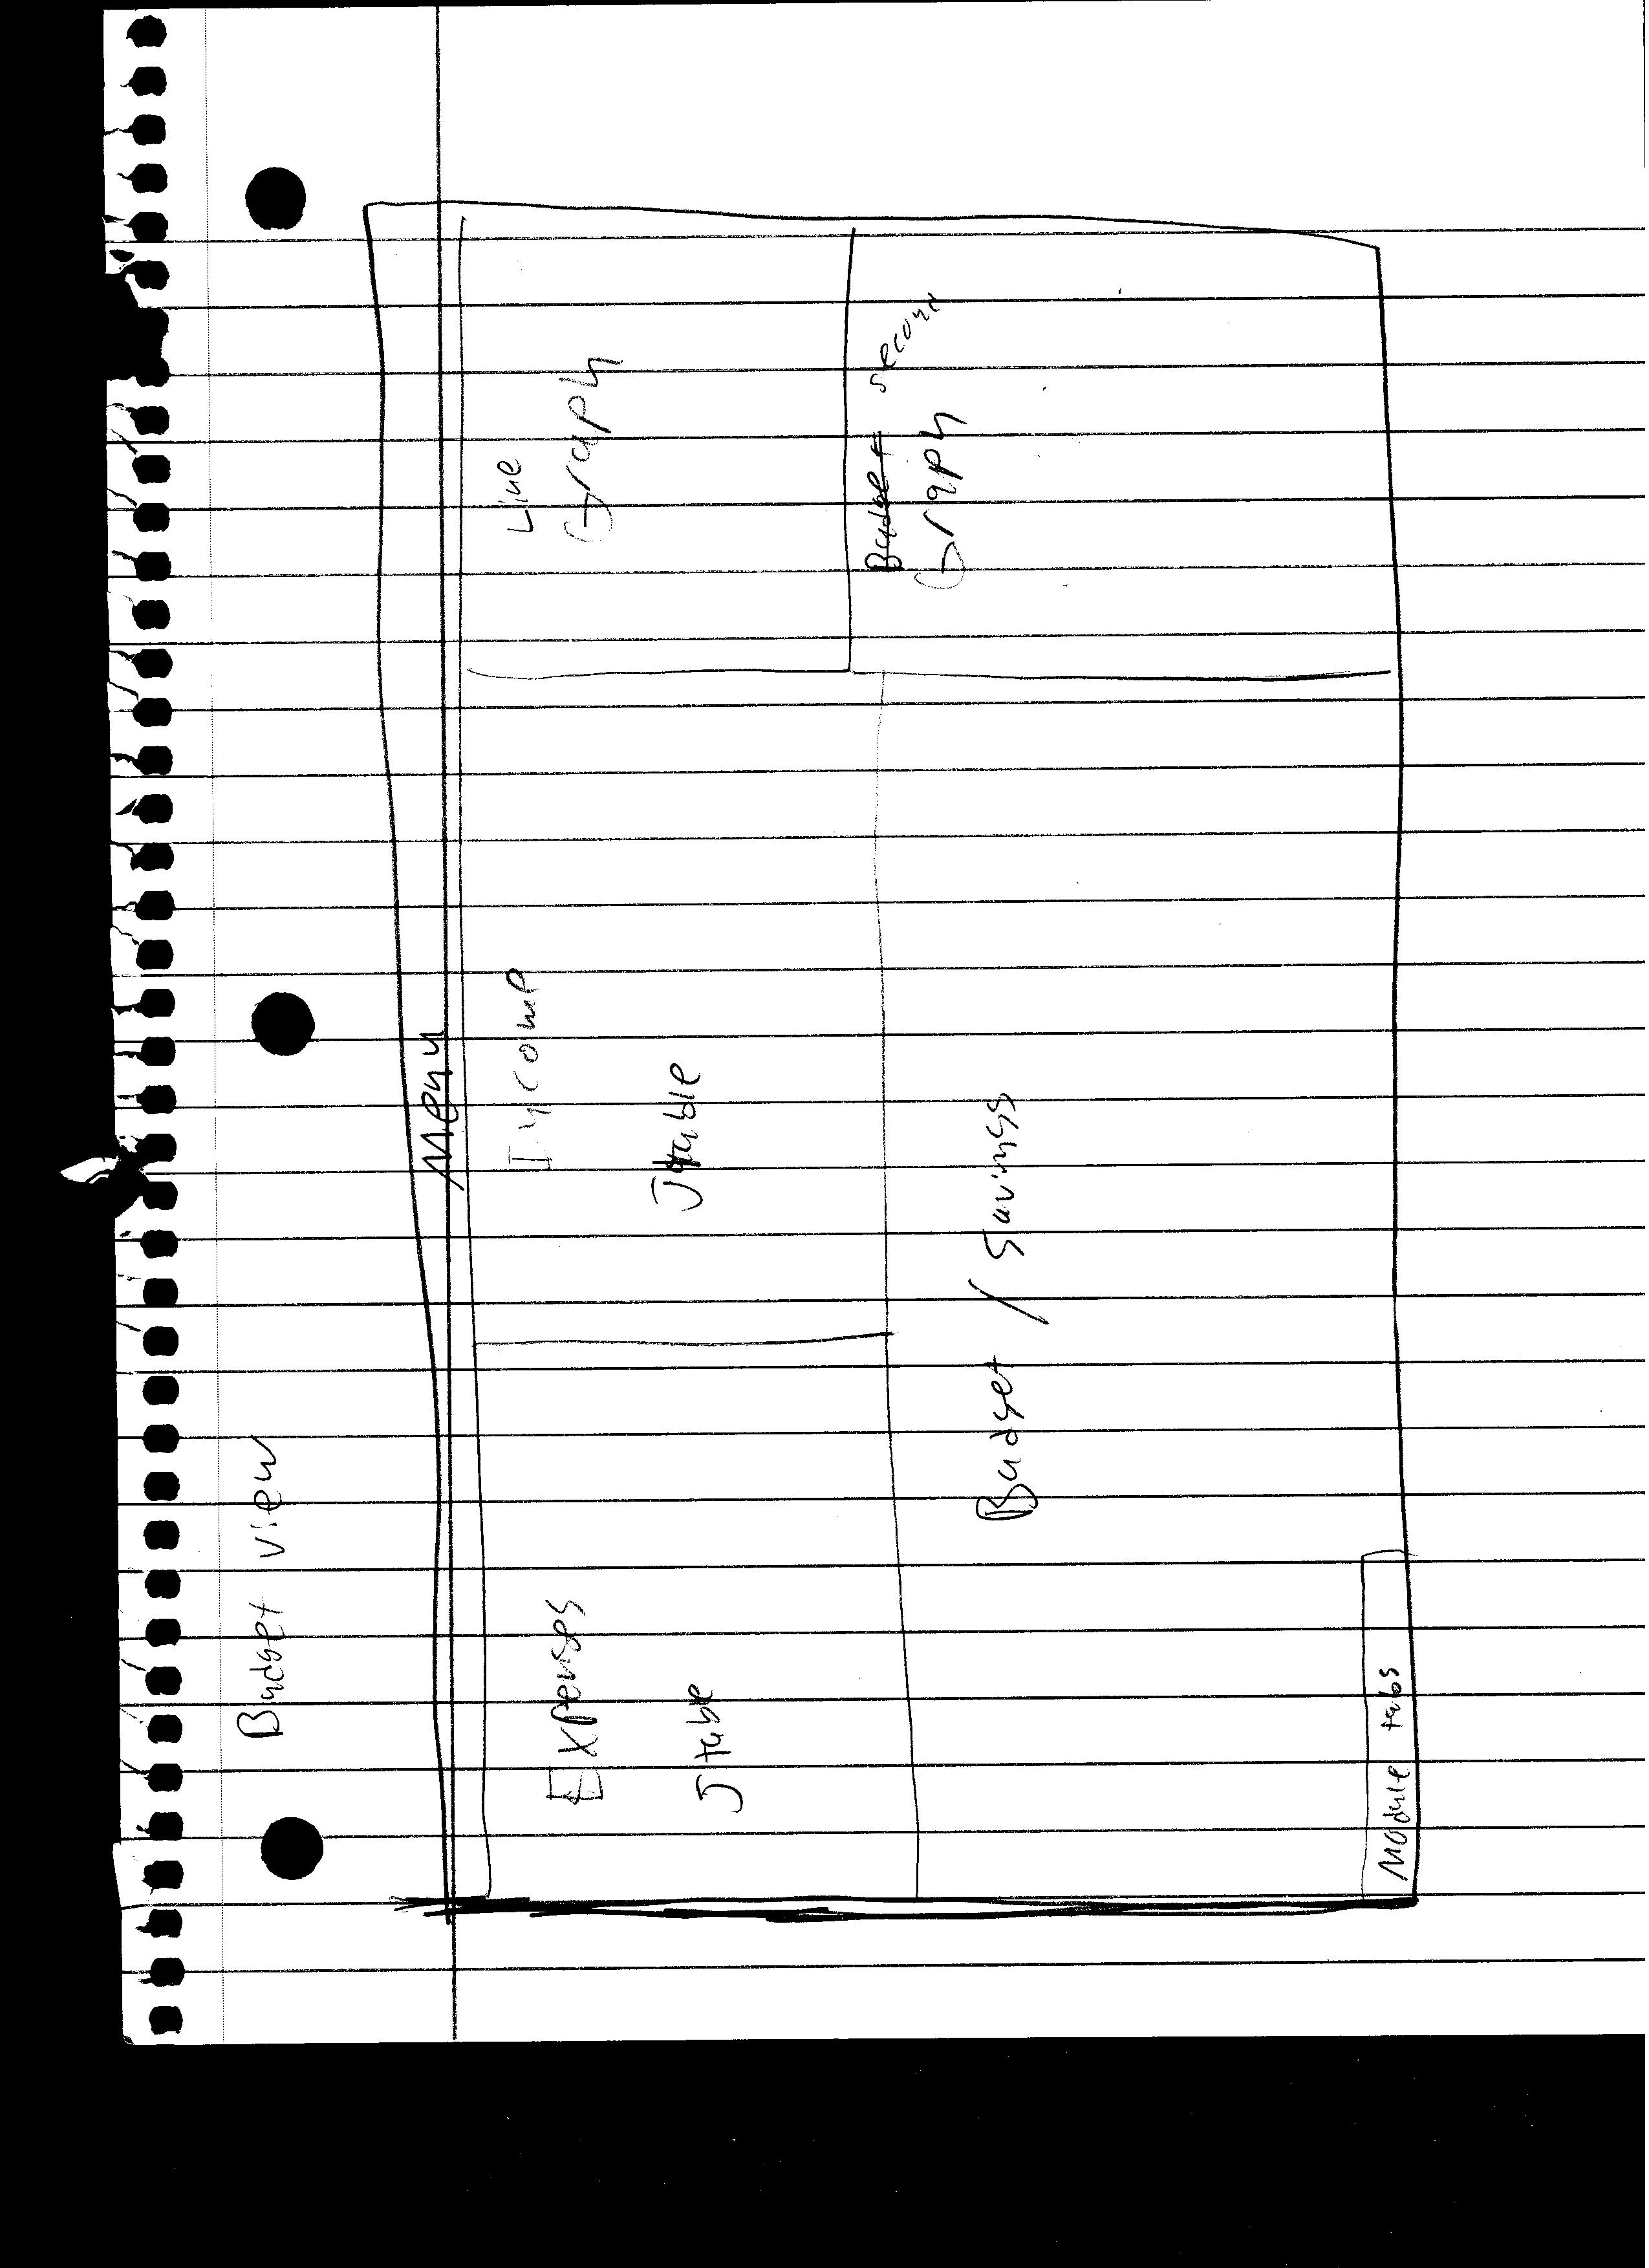 Budget view
Menu
Expenses
Jtable
Income
Jtable
Line
Graph
Budget second
Graph
Budget / Savings
Module tabs